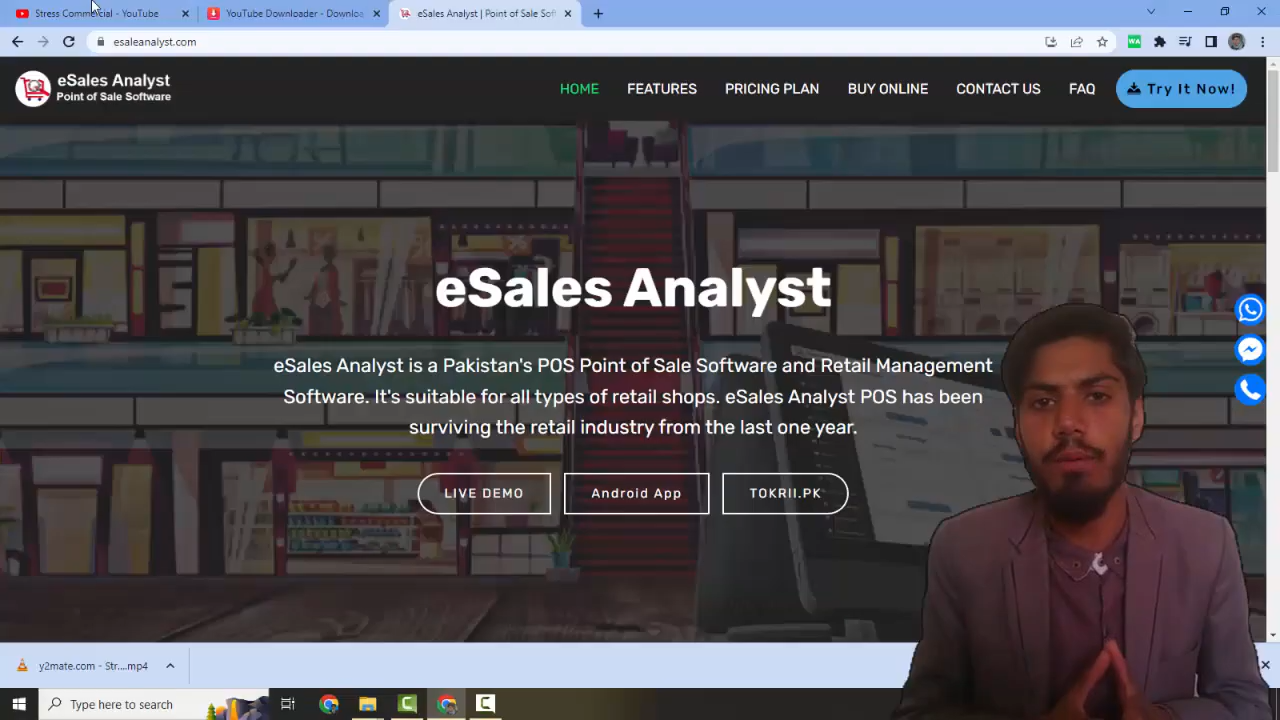 Stress Commercial - YouTube
YouTube Downloader - Downlo
eSales Analyst | Point of Sale Sof
esaleanalyst.com
WA
eSales Analyst
Point of Sale Software
HOME
FEATURES
PRICING PLAN
BUY ONLINE
CONTACT US
FAQ
Try It Now!
eSales Analyst
eSales Analyst is a Pakistan's POS Point of Sale Software and Retail Management
Software. It's suitable for all types of retail shops. eSales Analyst POS has been
surviving the retail industry from the last one year.
LIVE DEMO
Android App
TOKRII.PK
y2mate.com - Str....mp4
Type here to search